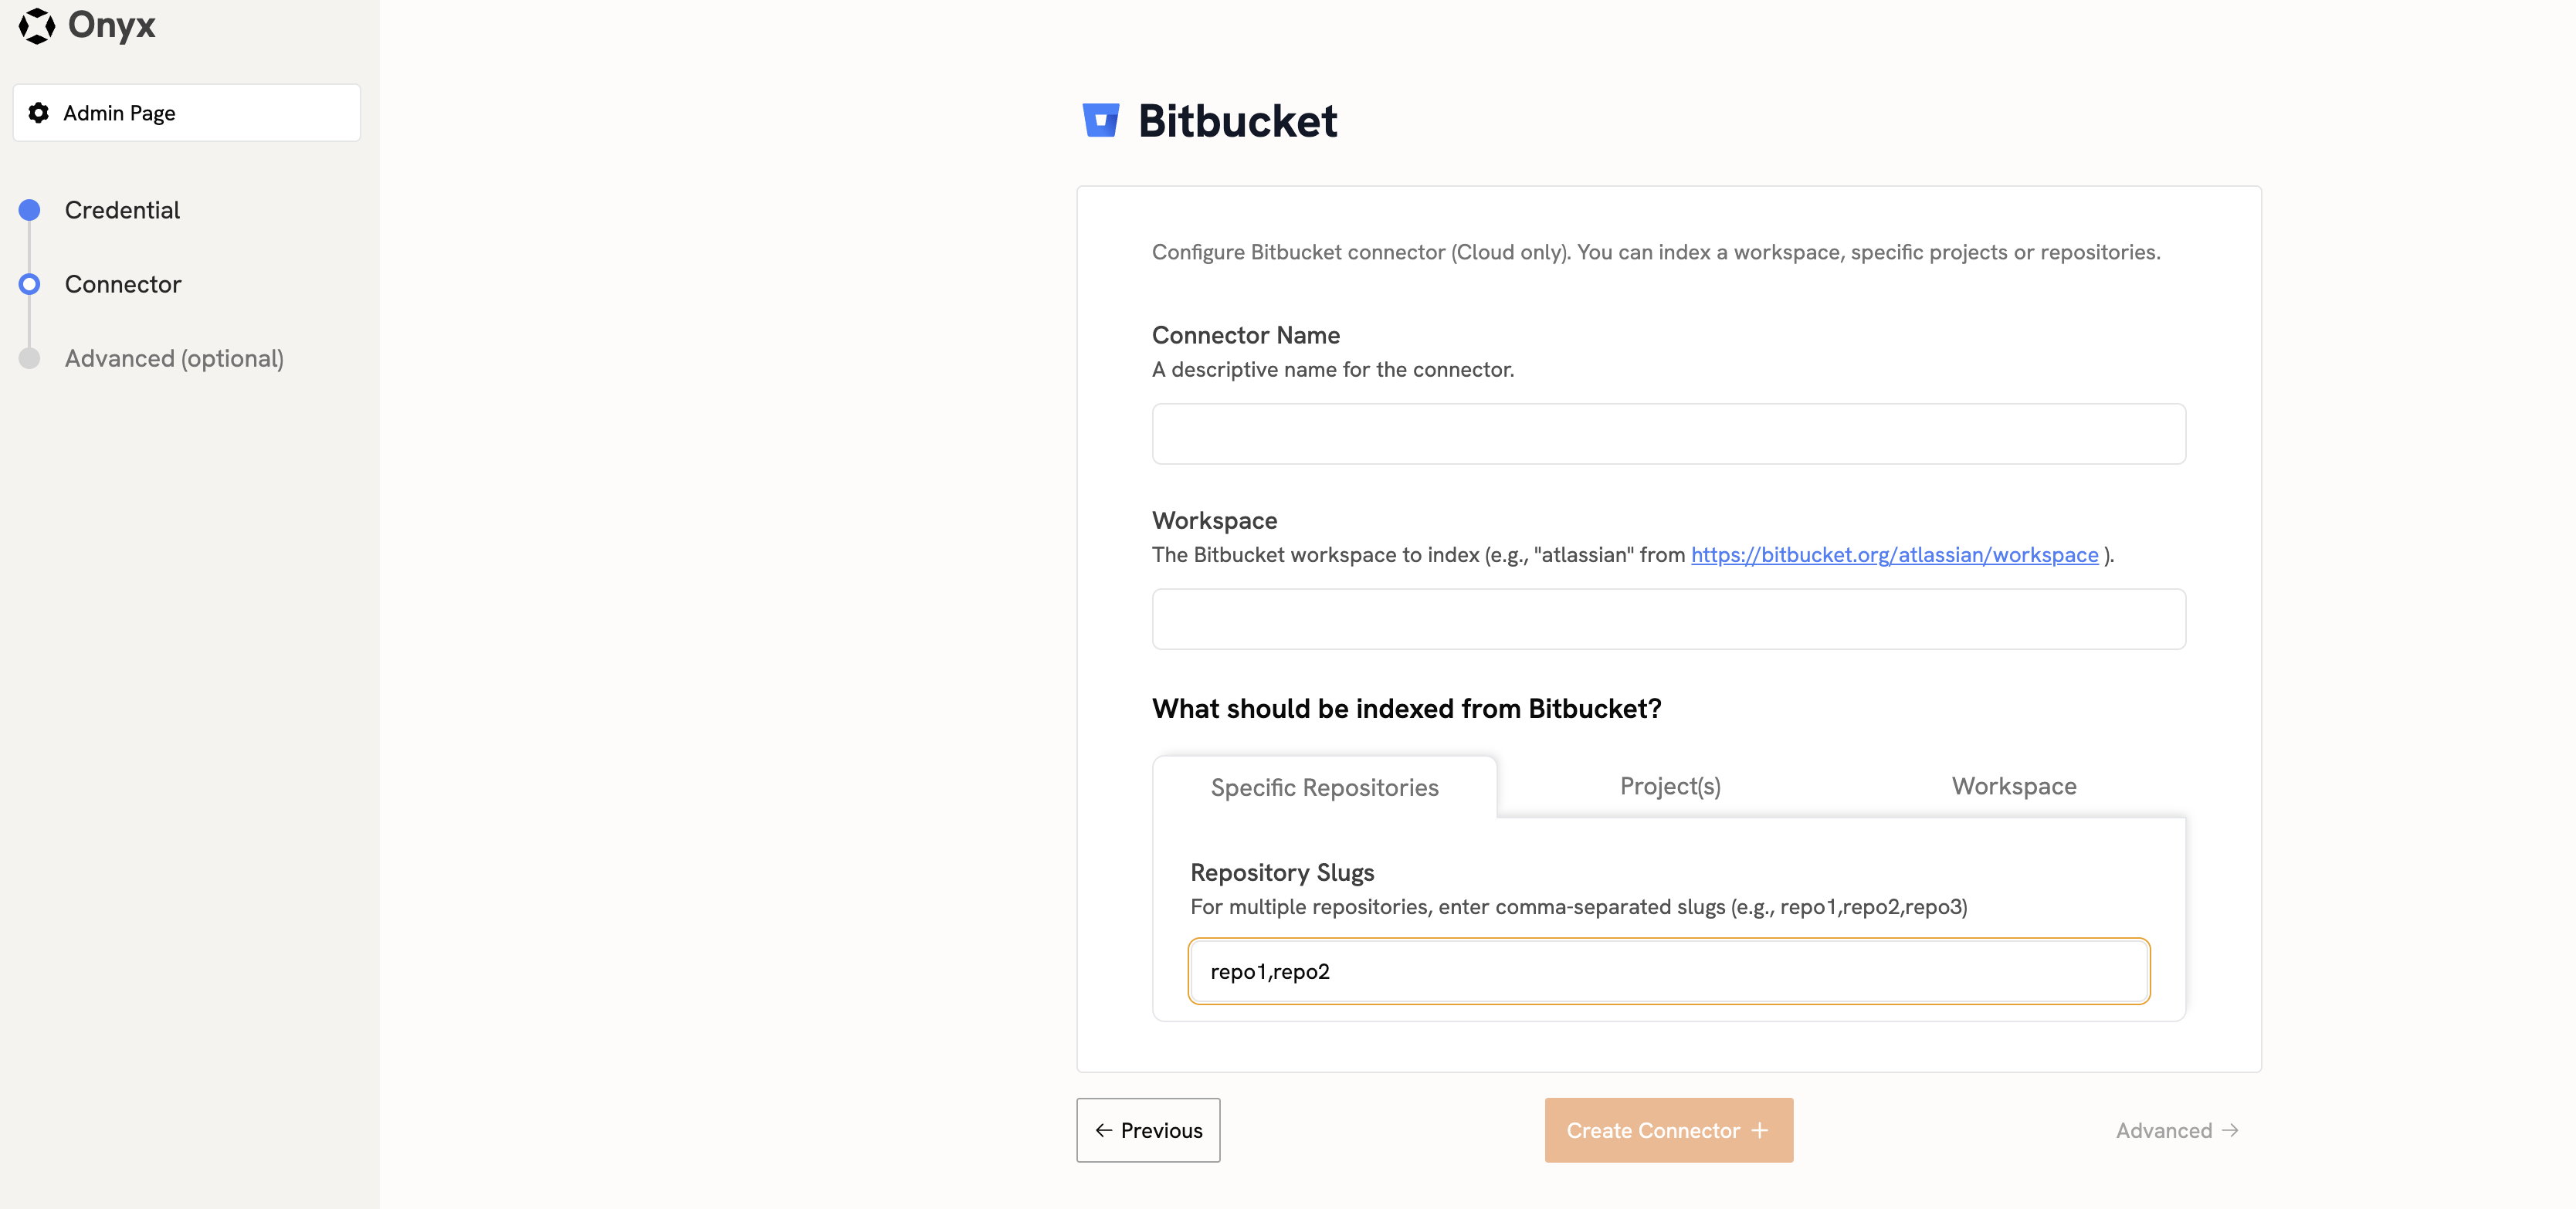 Onyx
Admin Page
Credential
Connector
Advanced (optional)
Bitbucket
Configure Bitbucket connector (Cloud only). You can index a workspace, specific projects or repositories.
Connector Name
A descriptive name for the connector.
Workspace
The Bitbucket workspace to index (e.g., "atlassian" from https://bitbucket.org/atlassian/workspace ).
What should be indexed from Bitbucket?
Specific Repositories Project(s) Workspace
Repository Slugs
For multiple repositories, enter comma-separated slugs (e.g., repo1,repo2,repo3)
repo1,repo2
← Previous Create Connector + Advanced →